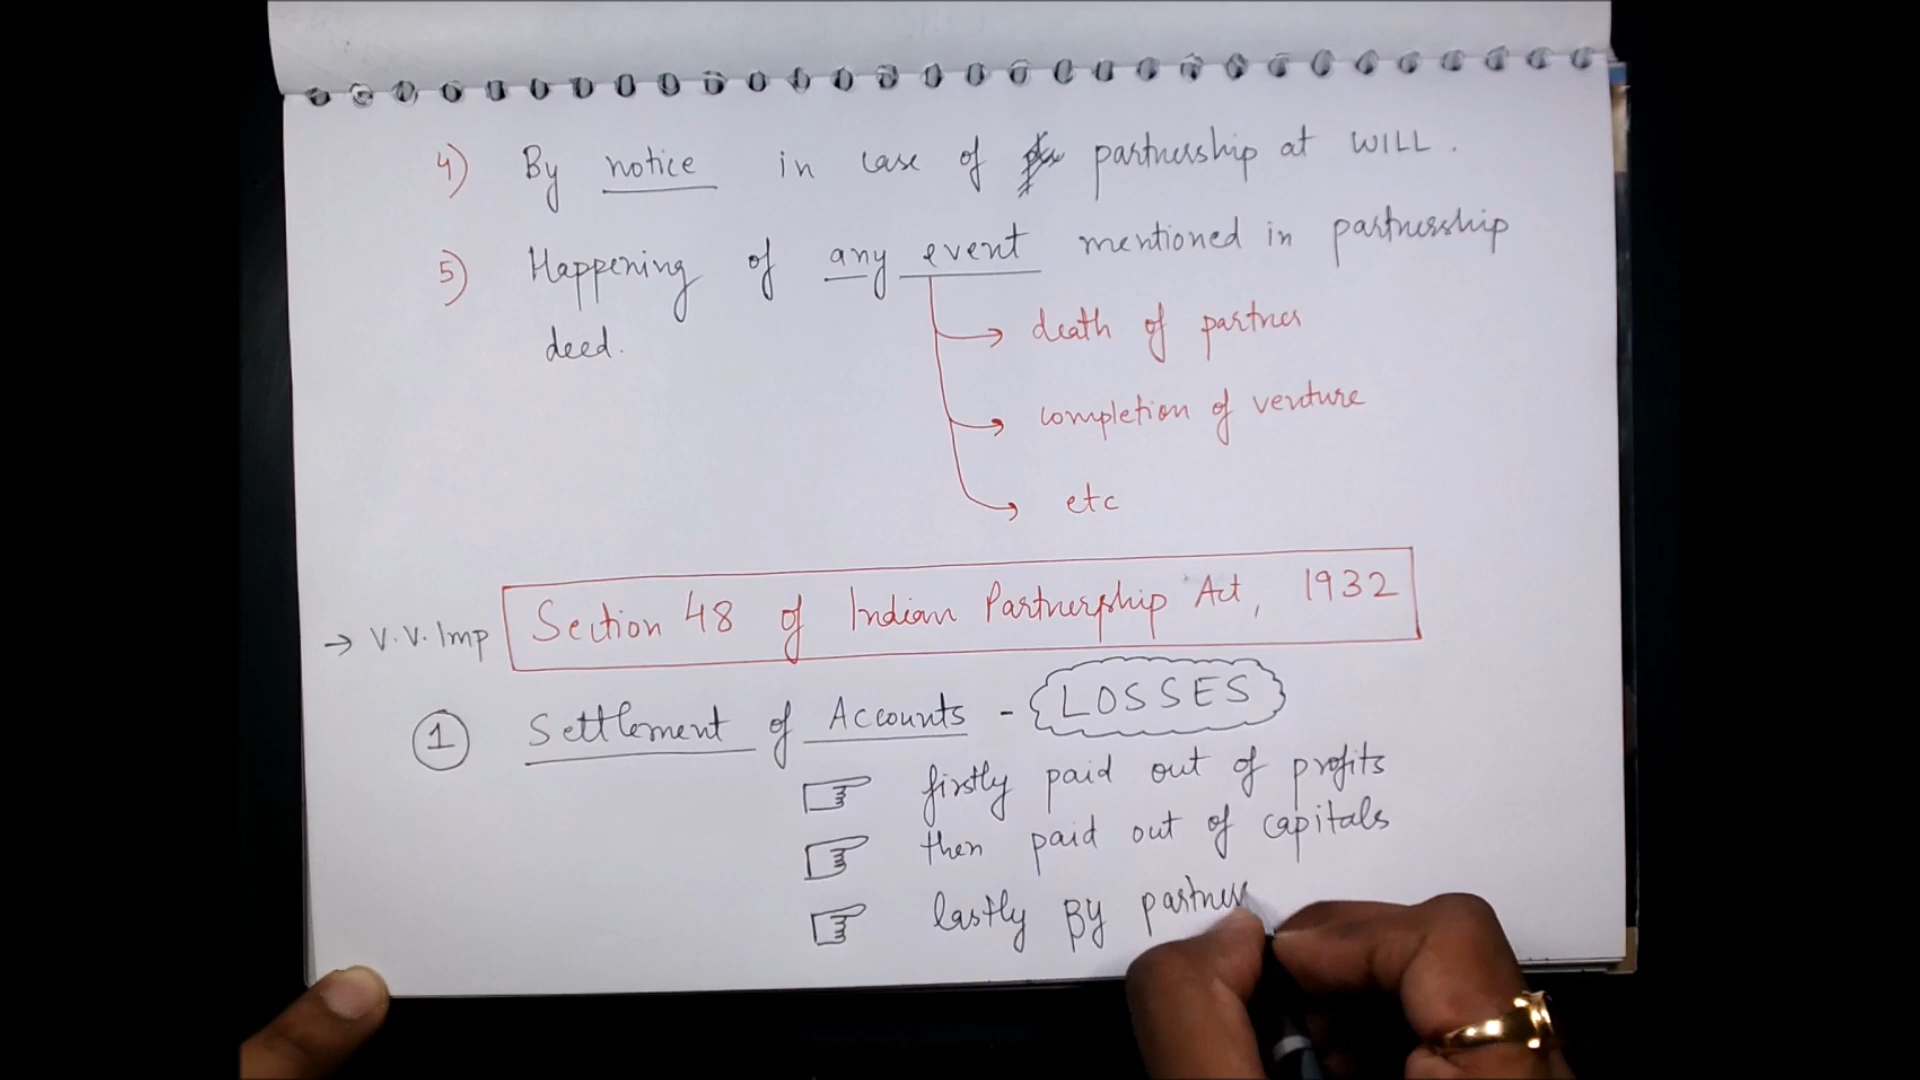 4) By notice in case of partnership at WILL.
5) Happening of any event mentioned in partnership
deed.
→ death of partner
→ completion of venture
→ etc
→ V.V. Imp Section 48 of Indian Partnership Act, 1932
① Settlement of Accounts - LOSSES
☞ firstly paid out of profits
☞ then paid out of capitals
☞ lastly BY partners